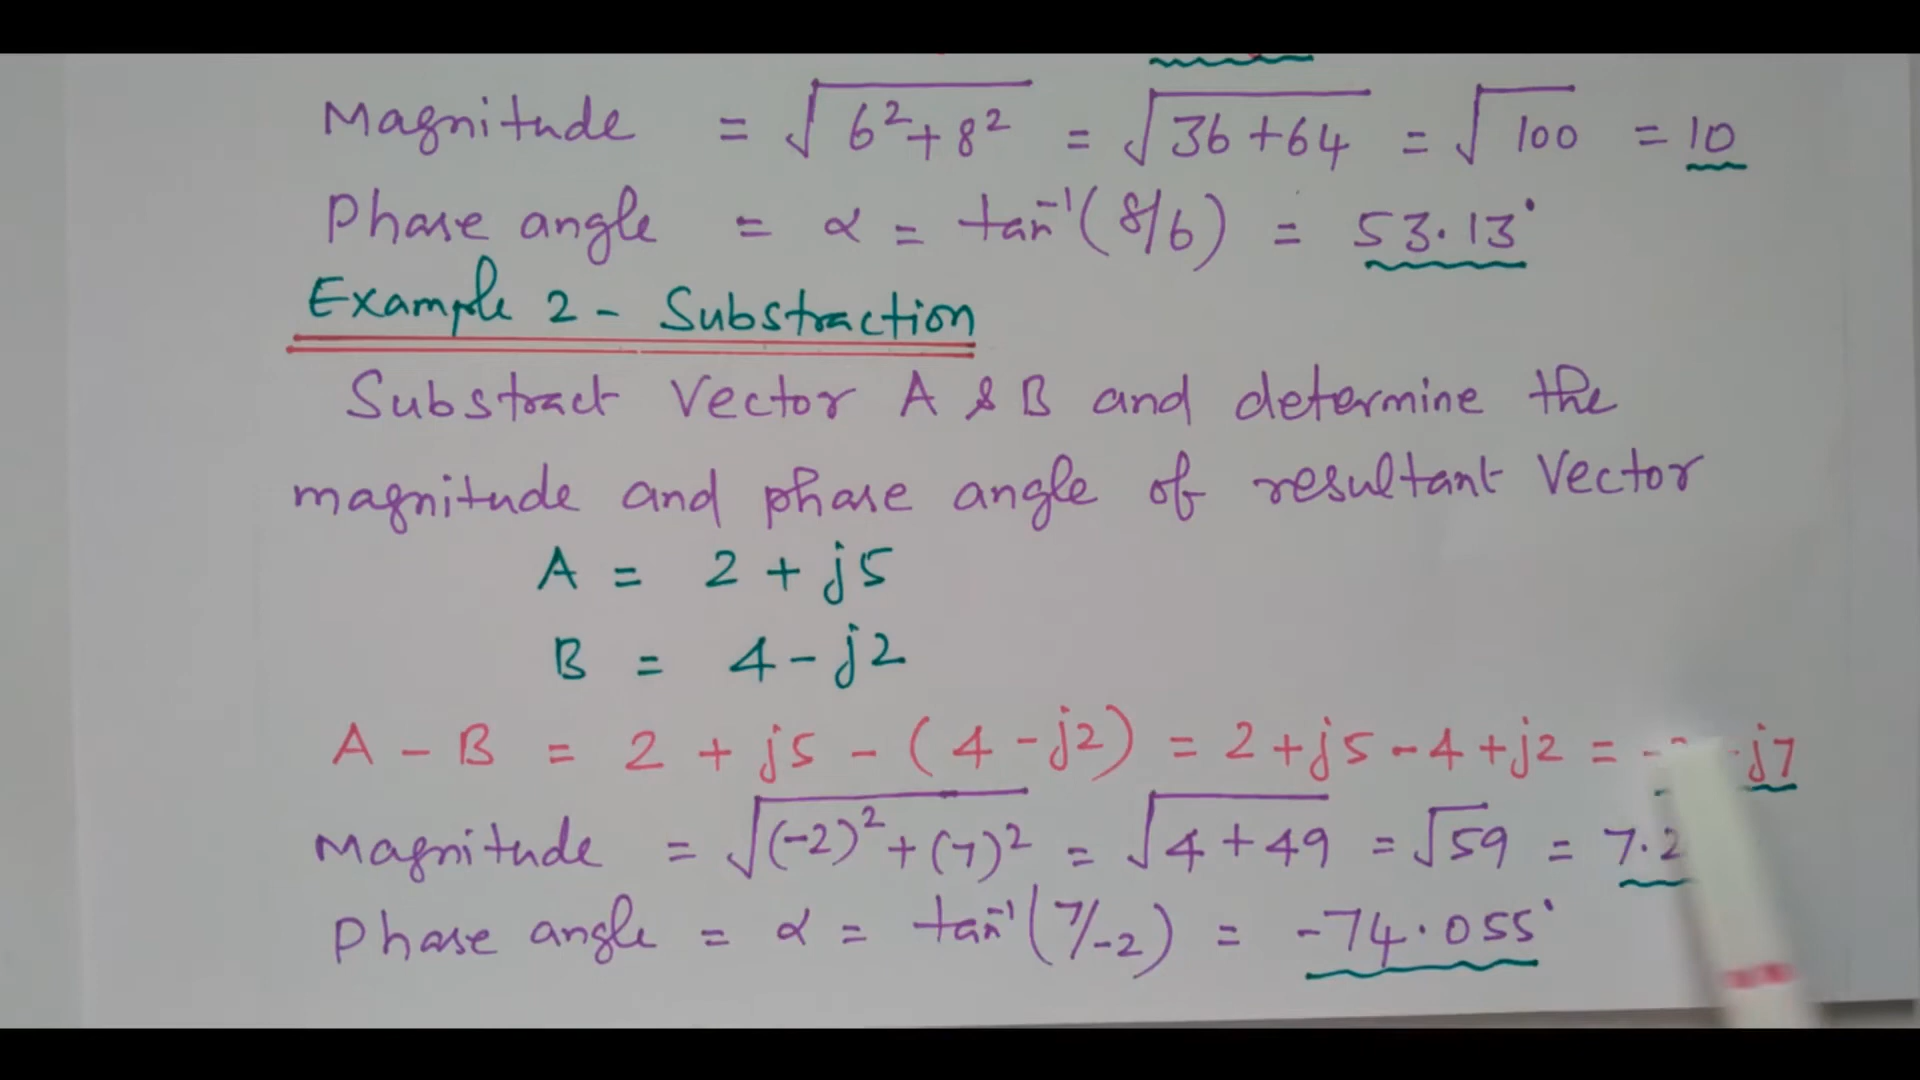 Magnitude = √6²+8² = √36+64 = √100 = 10
Phase angle = α = tan⁻¹(8/6) = 53.13°
Example 2 - Substraction
Substract Vector A & B and determine the
magnitude and phase angle of resultant Vector
A = 2 + j5
B = 4 - j2
A - B = 2 + j5 - (4 - j2) = 2 + j5 - 4 + j2 = j7
Magnitude = √(-2)² + (7)² = √4 + 49 = √59 = 7.2
Phase angle = α = tan⁻¹(7/-2) = -74.055°